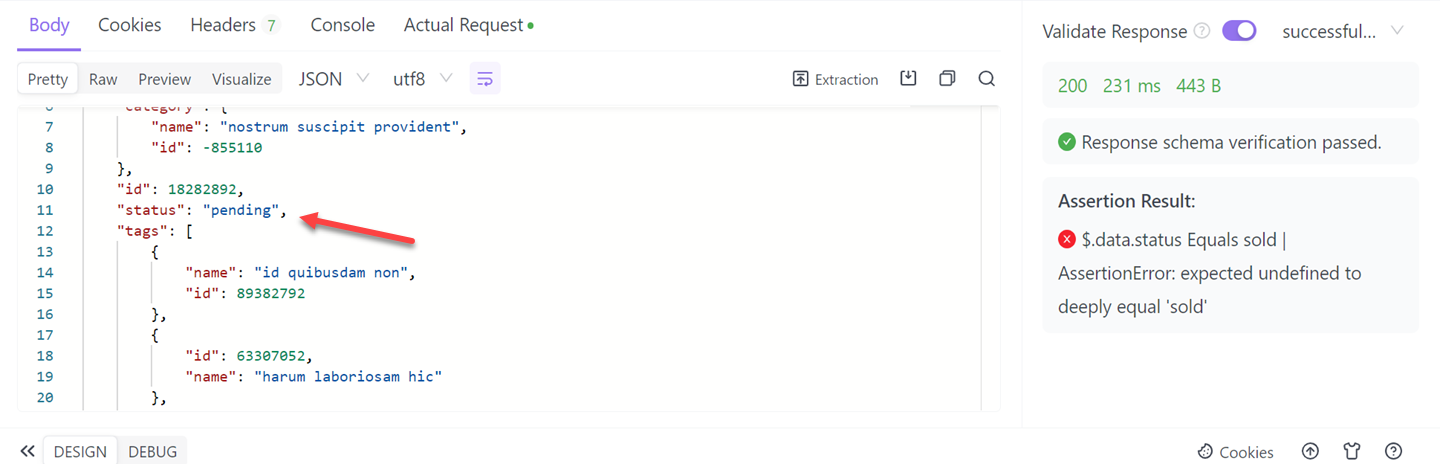 Body Cookies Headers 7 Console Actual Request
Validate Response ? successful...
Pretty Raw Preview Visualize JSON utf8 Extraction
200 231 ms 443 B
7 "name": "nostrum suscipit provident",
8 "id": -855110
9 },
10 "id": 18282892,
11 "status": "pending",
12 "tags": [
13 {
14 "name": "id quibusdam non",
15 "id": 89382792
16 },
17 {
18 "id": 63307052,
19 "name": "harum laboriosam hic"
20 },
Response schema verification passed.
Assertion Result:
$.data.status Equals sold |
AssertionError: expected undefined to
deeply equal 'sold'
DESIGN DEBUG Cookies ?